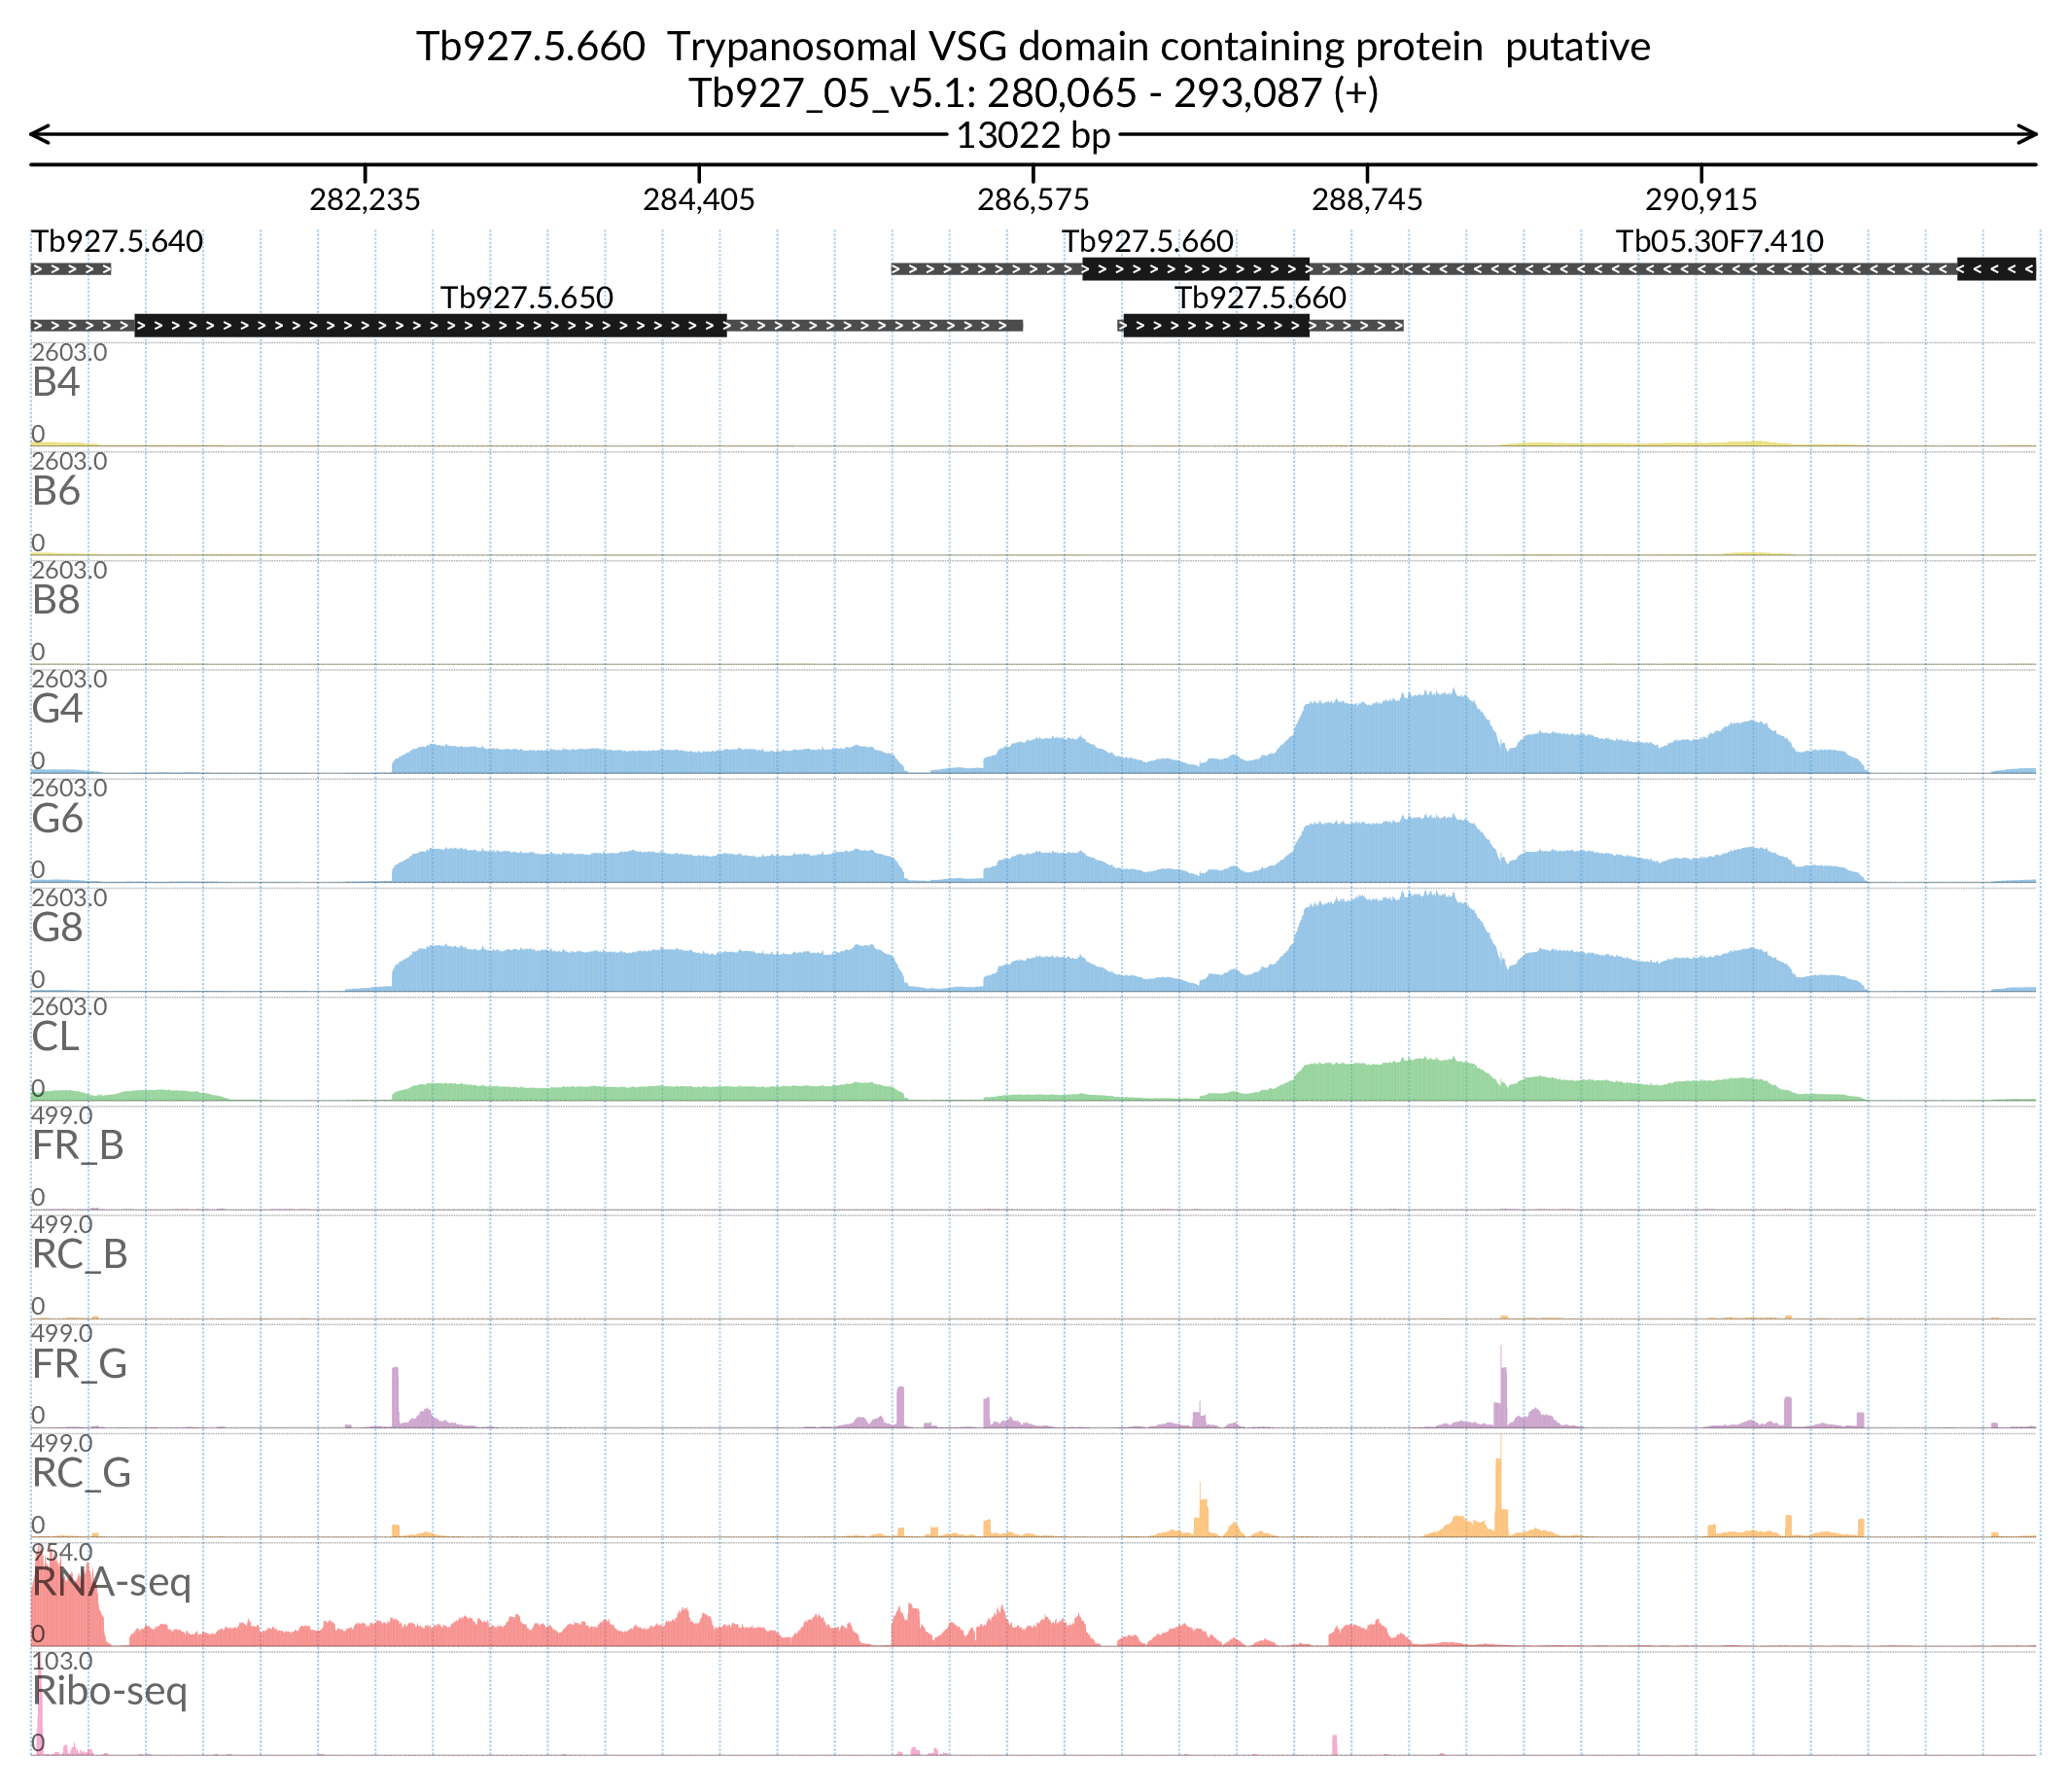 Tb927.5.660  Trypanosomal VSG domain containing protein  putative
Tb927_05_v5.1: 280,065 - 293,087 (+)
13022 bp
282,235 284,405 286,575 288,745 290,915
Tb927.5.640 Tb927.5.660 Tb05.30F7.410
Tb927.5.650 Tb927.5.660
2603.0
B4
0
2603.0
B6
0
2603.0
B8
0
2603.0
G4
0
2603.0
G6
0
2603.0
G8
0
2603.0
CL
0
499.0
FR_B
0
499.0
RC_B
0
499.0
FR_G
0
499.0
RC_G
0
954.0
RNA-seq
0
103.0
Ribo-seq
0